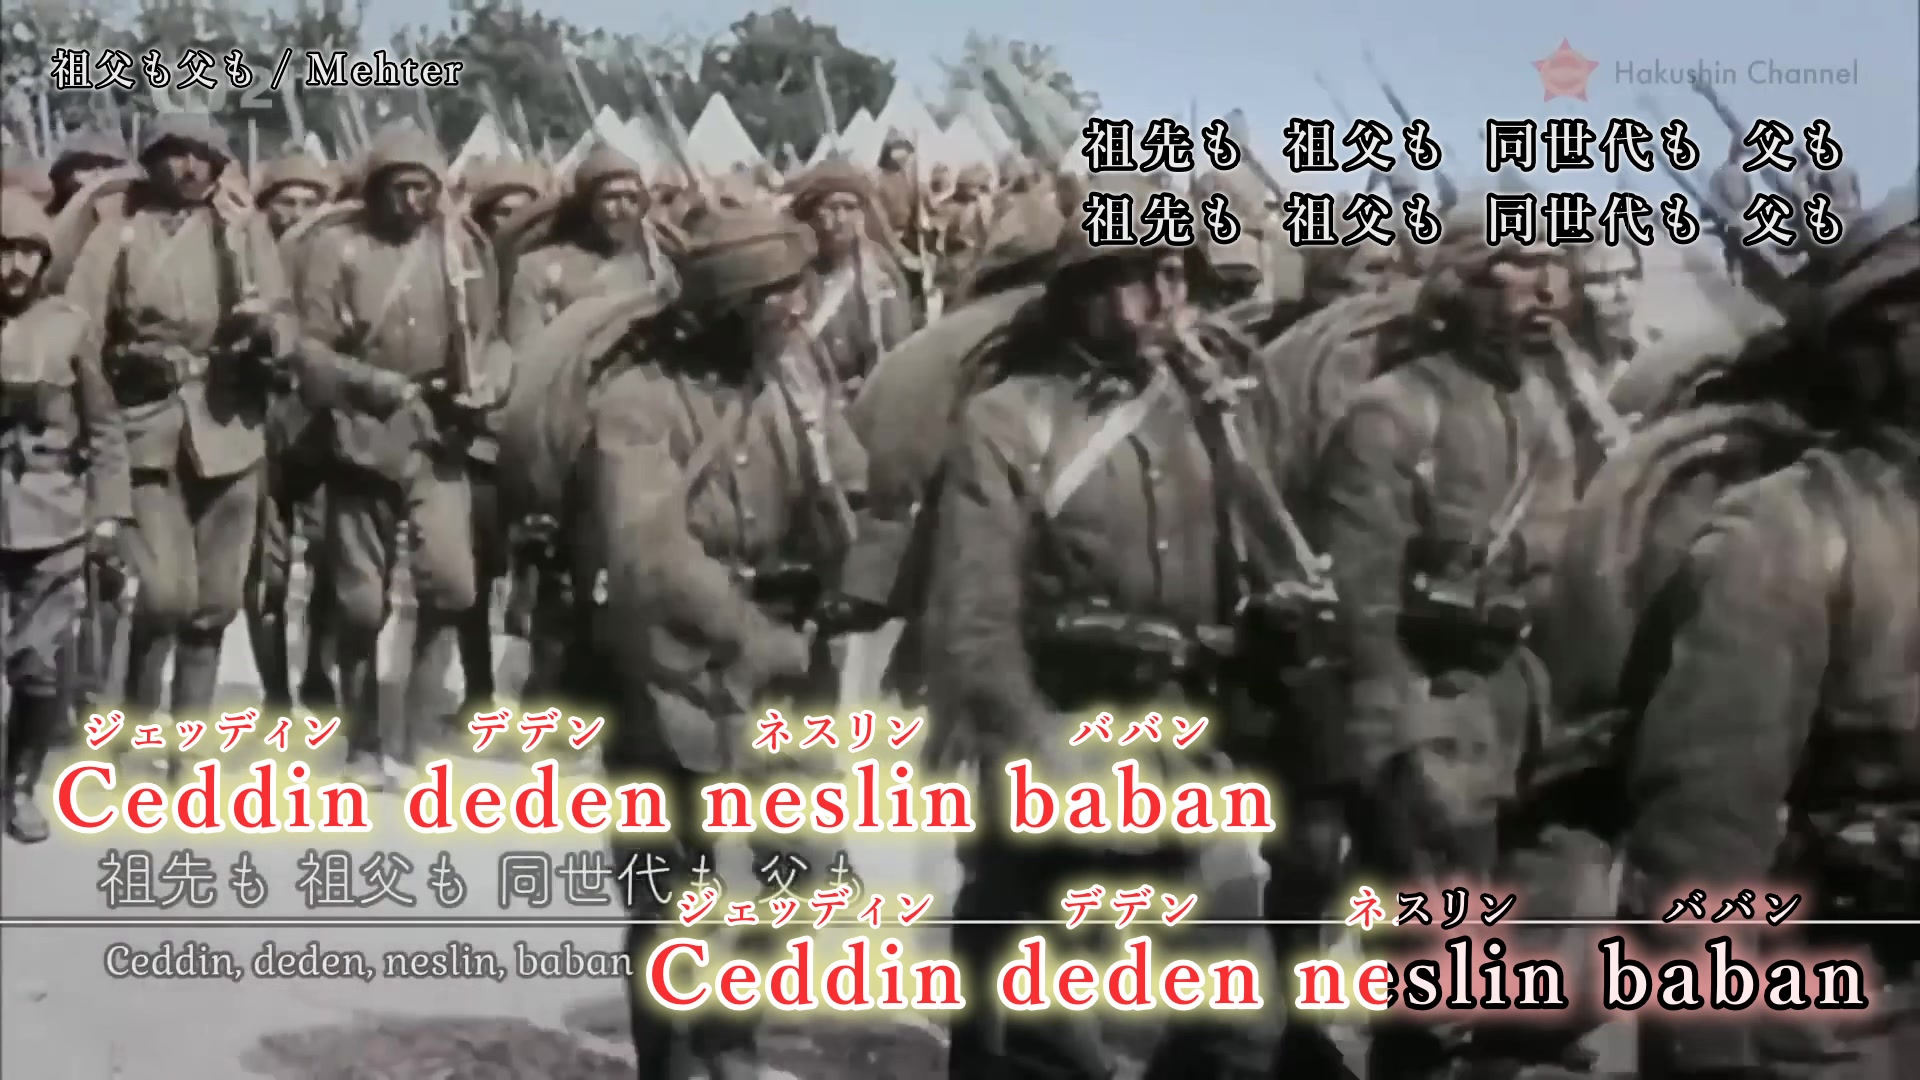 祖父も父も / Mehter
Hakushin Channel
祖先も 祖父も 同世代も 父も
祖先も 祖父も 同世代も 父も
ジェッディン デデン ネスリン ババン
Ceddin deden neslin baban
祖先も 祖父も 同世代も 父も
ジェッディン デデン ネスリン ババン
Ceddin, deden, neslin, baban
Ceddin deden neslin baban